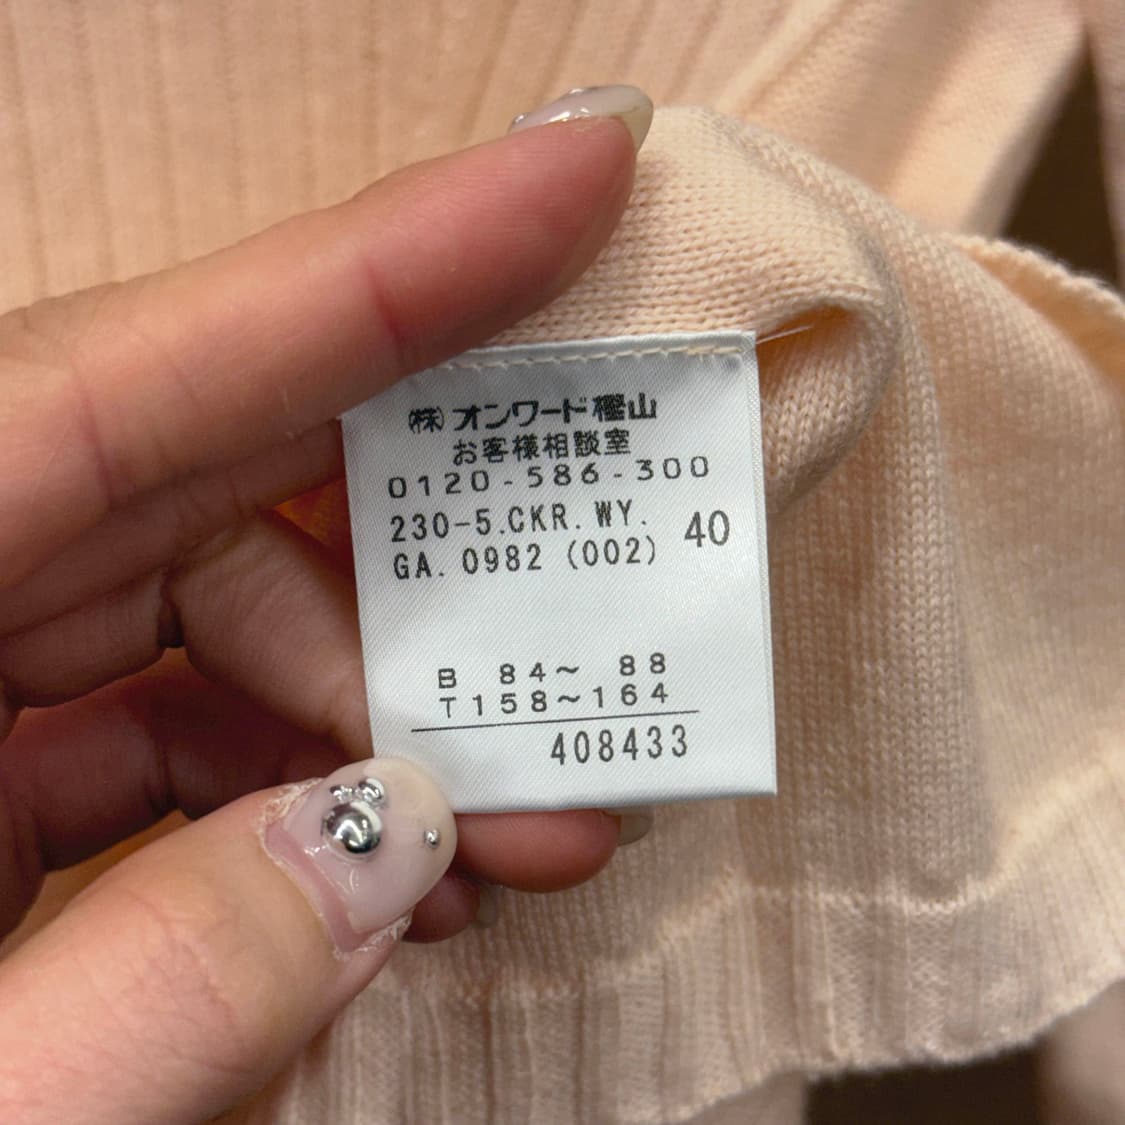 ㈱オンワード樫山
お客様相談室
0120-586-300
230-5.CKR.WY. 40
GA.0982 (002)
B 84～ 88
T158～164
408433